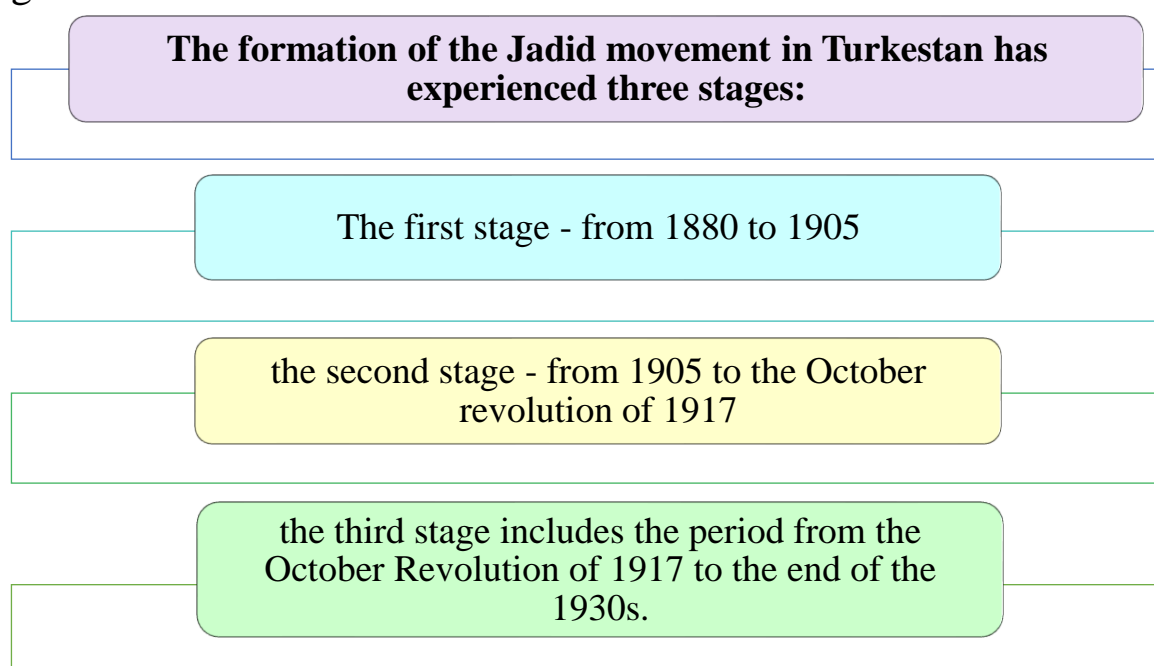 The formation of the Jadid movement in Turkestan has
experienced three stages:
The first stage - from 1880 to 1905
the second stage - from 1905 to the October
revolution of 1917
the third stage includes the period from the
October Revolution of 1917 to the end of the
1930s.